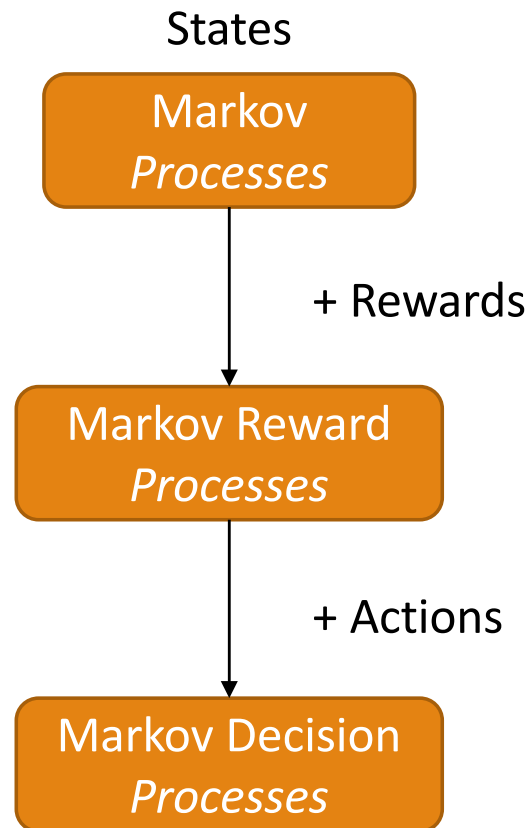 States
Markov
Processes
+ Rewards
Markov Reward
Processes
+ Actions
Markov Decision
Processes